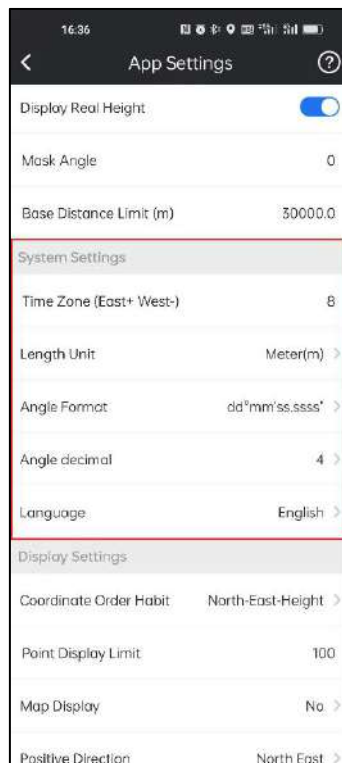 16:36
App Settings
Display Real Height
Mask Angle 0
Base Distance Limit (m) 30000.0
System Settings
Time Zone (East+ West-) 8
Length Unit Meter(m)
Angle Format dd°mm'ss.ssss"
Angle decimal 4
Language English
Display Settings
Coordinate Order Habit North-East-Height
Point Display Limit 100
Map Display No
Positive Direction North East